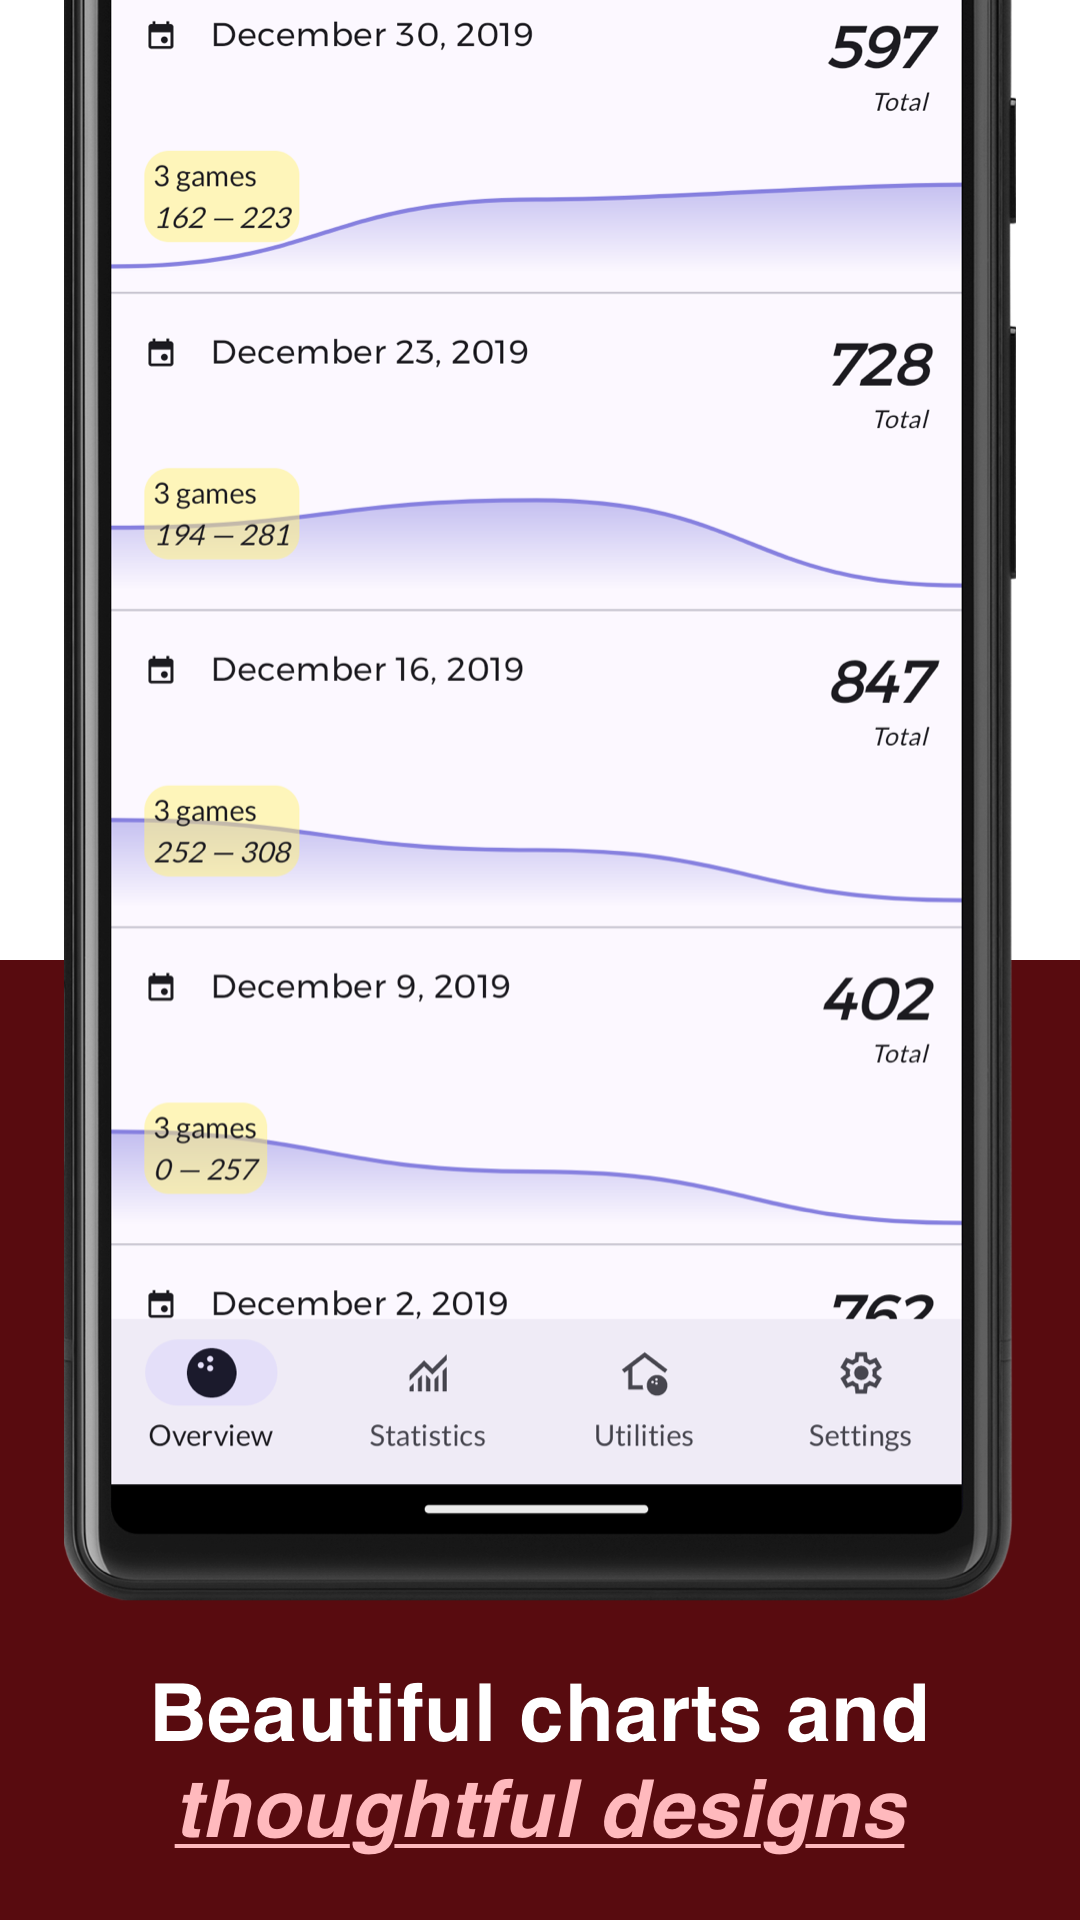 December 30, 2019
597
Total
3 games
162 – 223
December 23, 2019
728
Total
3 games
194 – 281
December 16, 2019
847
Total
3 games
252 – 308
December 9, 2019
402
Total
3 games
0 – 257
December 2, 2019
762
Overview Statistics Utilities Settings
Beautiful charts and
thoughtful designs